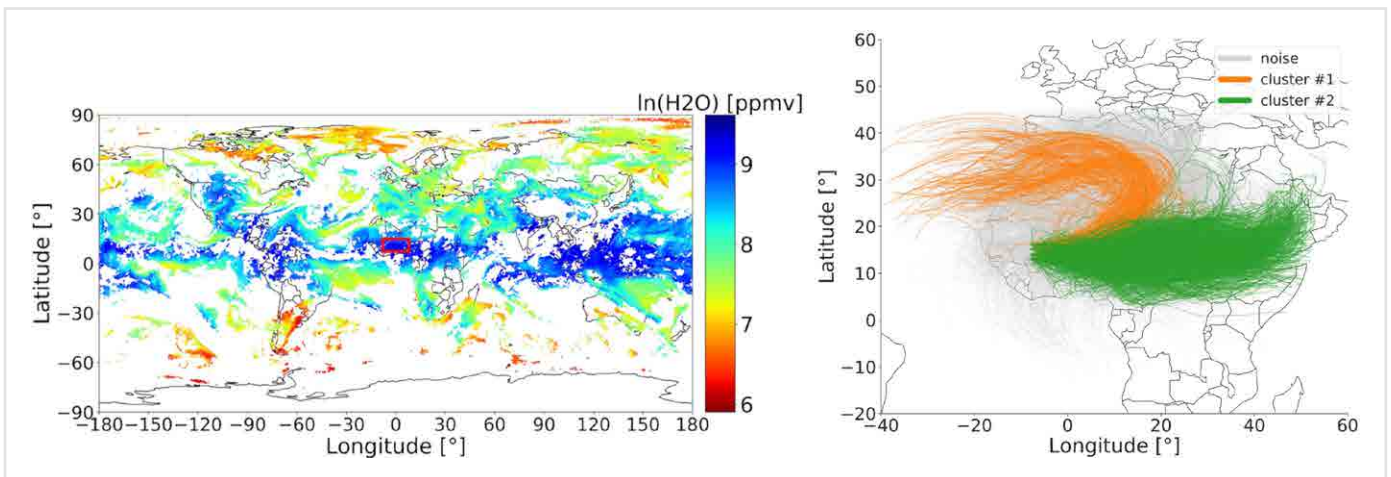 ln(H2O) [ppmv]
90
60
30
0
−30
−60
−90
Latitude [°]
−180 −150 −120 −90 −60 −30 0 30 60 90 120 150 180
Longitude [°]
9
8
7
6
noise
cluster #1
cluster #2
60
50
40
30
20
10
0
−10
−20
Latitude [°]
−40 −20 0 20 40 60
Longitude [°]